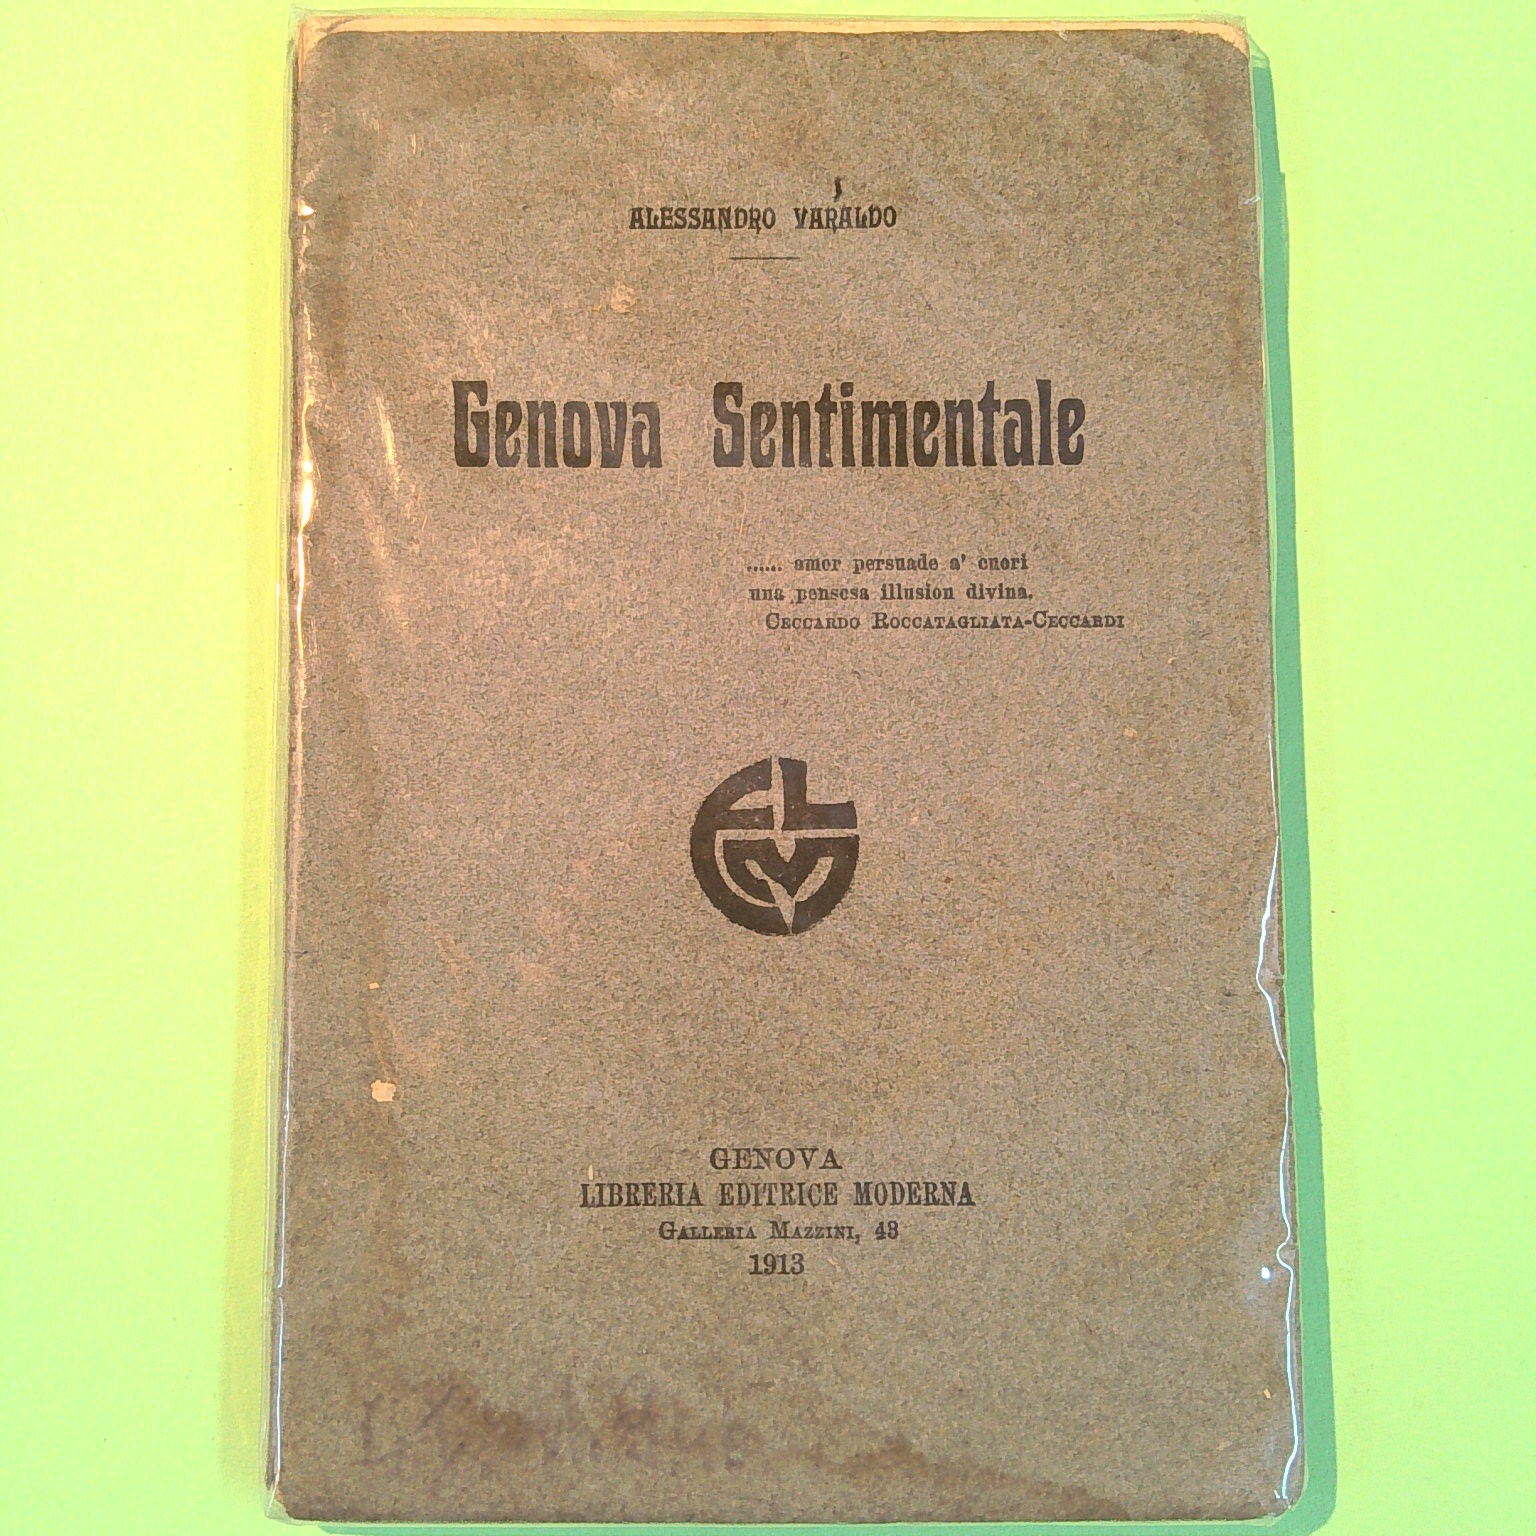 ALESSANDRO VARALDO
Genova Sentimentale
...... amor persuade a' cuori
una pensosa illusion divina.
CECCARDO ROCCATAGLIATA-CECCARDI
GENOVA
LIBRERIA EDITRICE MODERNA
GALLERIA MAZZINI, 43
1913